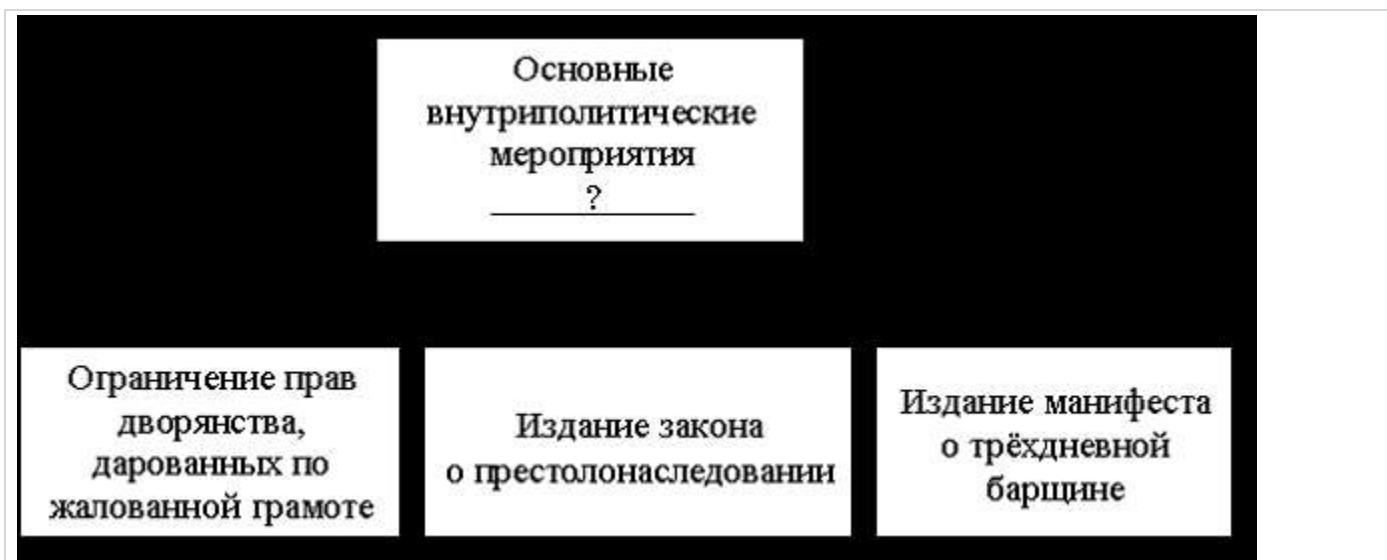 Основные
внутриполитические
мероприятия
?
Ограничение прав
дворянства,
дарованных по
жалованной грамоте
Издание закона
о престолонаследовании
Издание манифеста
о трёхдневной
барщине